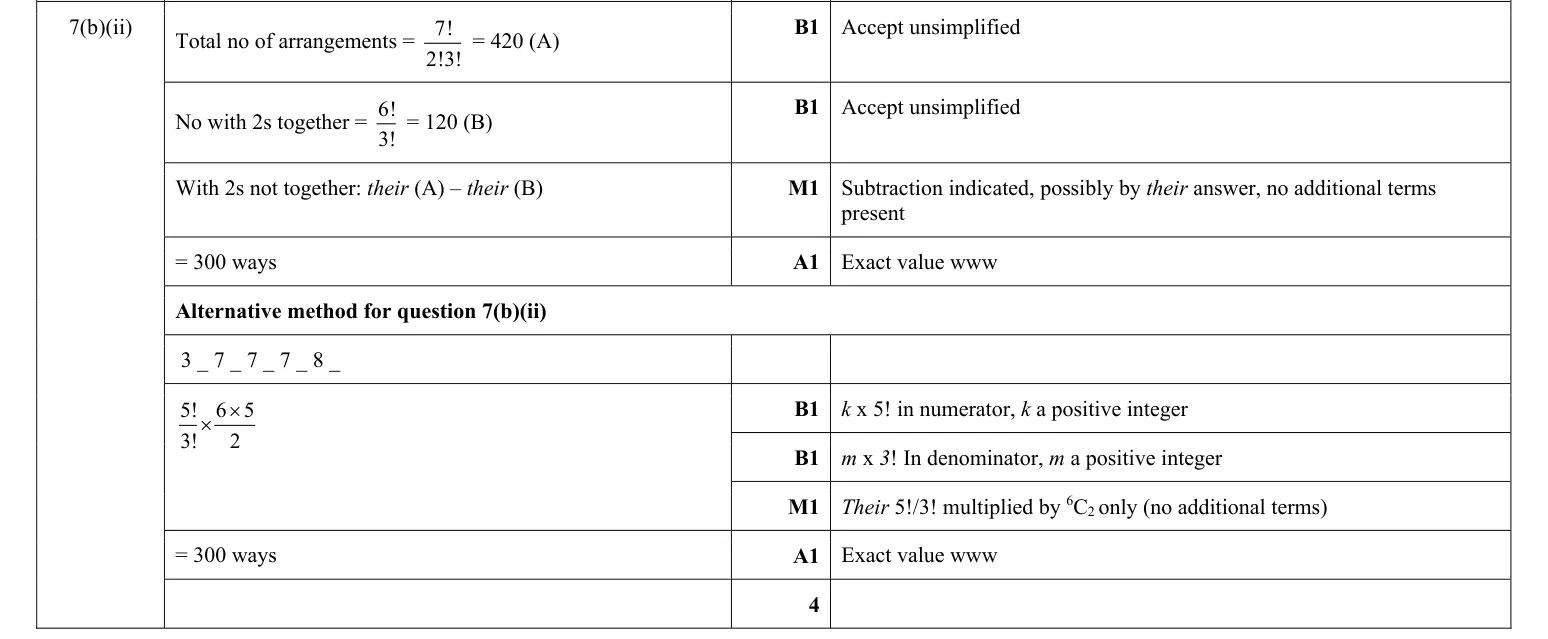 7(b)(ii) Total no of arrangements = 7!/2!3! = 420 (A) B1 Accept unsimplified
No with 2s together = 6!/3! = 120 (B) B1 Accept unsimplified
With 2s not together: their (A) – their (B) M1 Subtraction indicated, possibly by their answer, no additional terms
present
= 300 ways A1 Exact value www
Alternative method for question 7(b)(ii)
3 _ 7 _ 7 _ 7 _ 8 _
5!/3! × 6 × 5/2 B1 k x 5! in numerator, k a positive integer
B1 m x 3! In denominator, m a positive integer
M1 Their 5!/3! multiplied by ⁶C₂ only (no additional terms)
= 300 ways A1 Exact value www
4